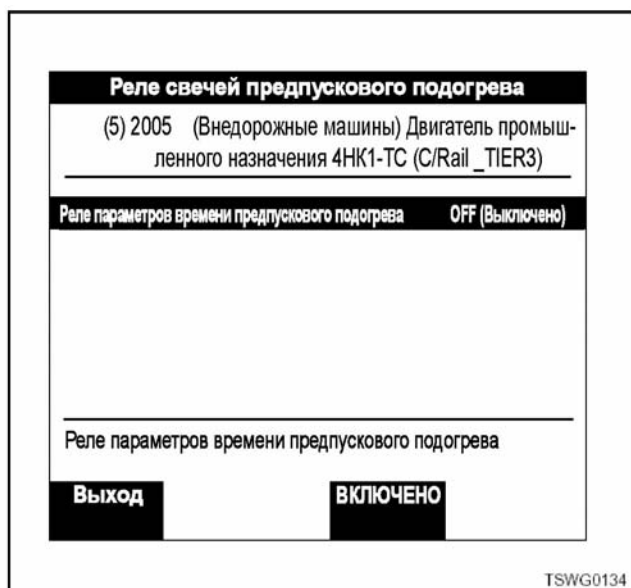 Реле свечей предпускового подогрева
(5) 2005 (Внедорожные машины) Двигатель промыш-
ленного назначения 4HK1-TC (C/Rail _TIER3)
Реле параметров времени предпускового подогрева OFF (Выключено)
Реле параметров времени предпускового подогрева
Выход ВКЛЮЧЕНО
TSWG0134